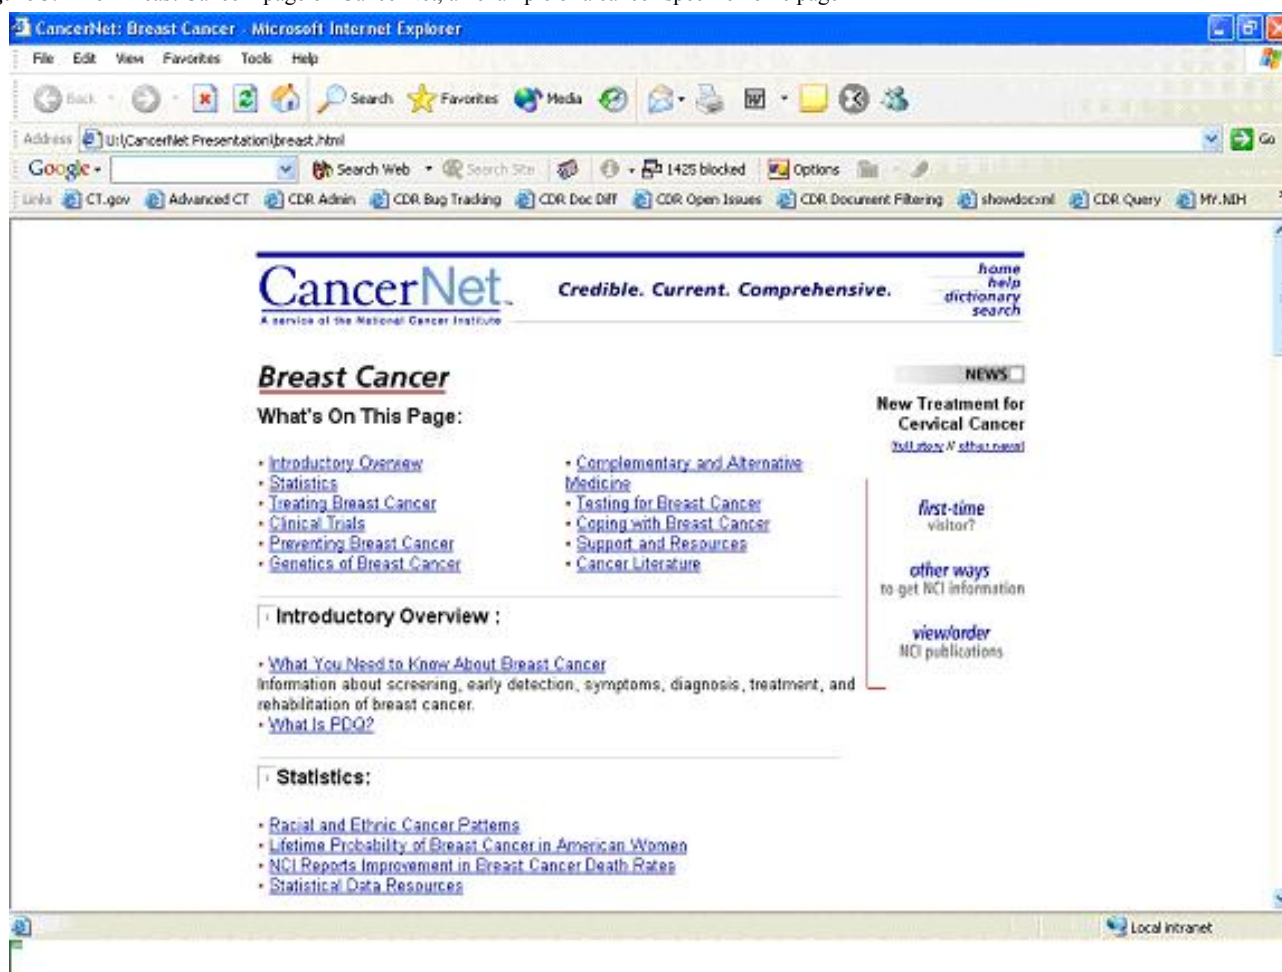 CancerNet: Breast Cancer - Microsoft Internet Explorer
File Edit View Favorites Tools Help
Back Search Favorites Media
Address U:\CancerNet Presentation\breast.html Go
Google Search Web Search Site 1425 blocked Options
Links CT.gov Advanced CT CDR Admin CDR Bug Tracking CDR Doc Diff CDR Open Issues CDR Document Filtering showdocxml CDR Query MY.NIH
CancerNet
A service of the National Cancer Institute
Credible. Current. Comprehensive.
home
help
dictionary
search
Breast Cancer
What's On This Page:
• Introductory Overview
• Statistics
• Treating Breast Cancer
• Clinical Trials
• Preventing Breast Cancer
• Genetics of Breast Cancer
• Complementary and Alternative
Medicine
• Testing for Breast Cancer
• Coping with Breast Cancer
• Support and Resources
• Cancer Literature
NEWS
New Treatment for
Cervical Cancer
full story // other news
first-time
visitor?
other ways
to get NCI information
view/order
NCI publications
Introductory Overview :
• What You Need to Know About Breast Cancer
Information about screening, early detection, symptoms, diagnosis, treatment, and
rehabilitation of breast cancer.
• What Is PDQ?
Statistics:
• Racial and Ethnic Cancer Patterns
• Lifetime Probability of Breast Cancer in American Women
• NCI Reports Improvement in Breast Cancer Death Rates
• Statistical Data Resources
Local intranet